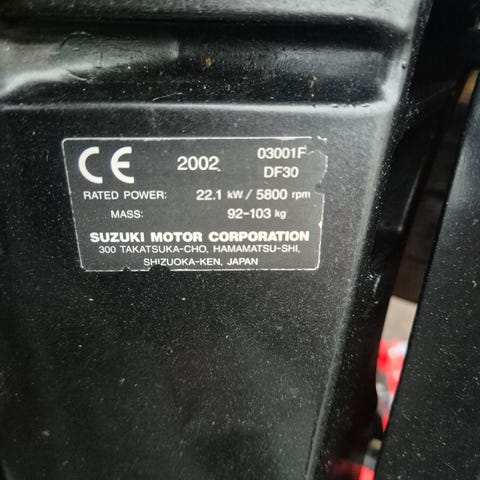 CE 2002 03001F
DF30
RATED POWER: 22.1 kW / 5800 rpm
MASS: 92-103 kg
SUZUKI MOTOR CORPORATION
300 TAKATSUKA-CHO, HAMAMATSU-SHI,
SHIZUOKA-KEN, JAPAN